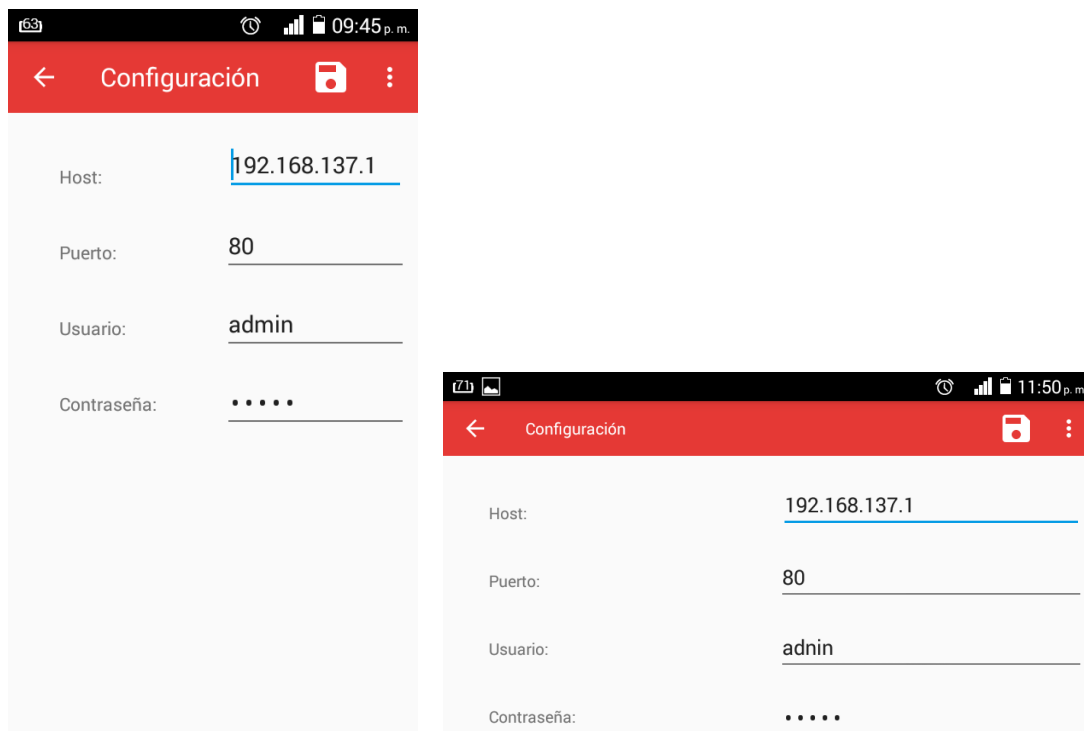 63 09:45 p. m.
Configuración
Host: 192.168.137.1
Puerto: 80
Usuario: admin
Contraseña: •••••
71 11:50 p. m
Configuración
Host: 192.168.137.1
Puerto: 80
Usuario: adnin
Contraseña: •••••